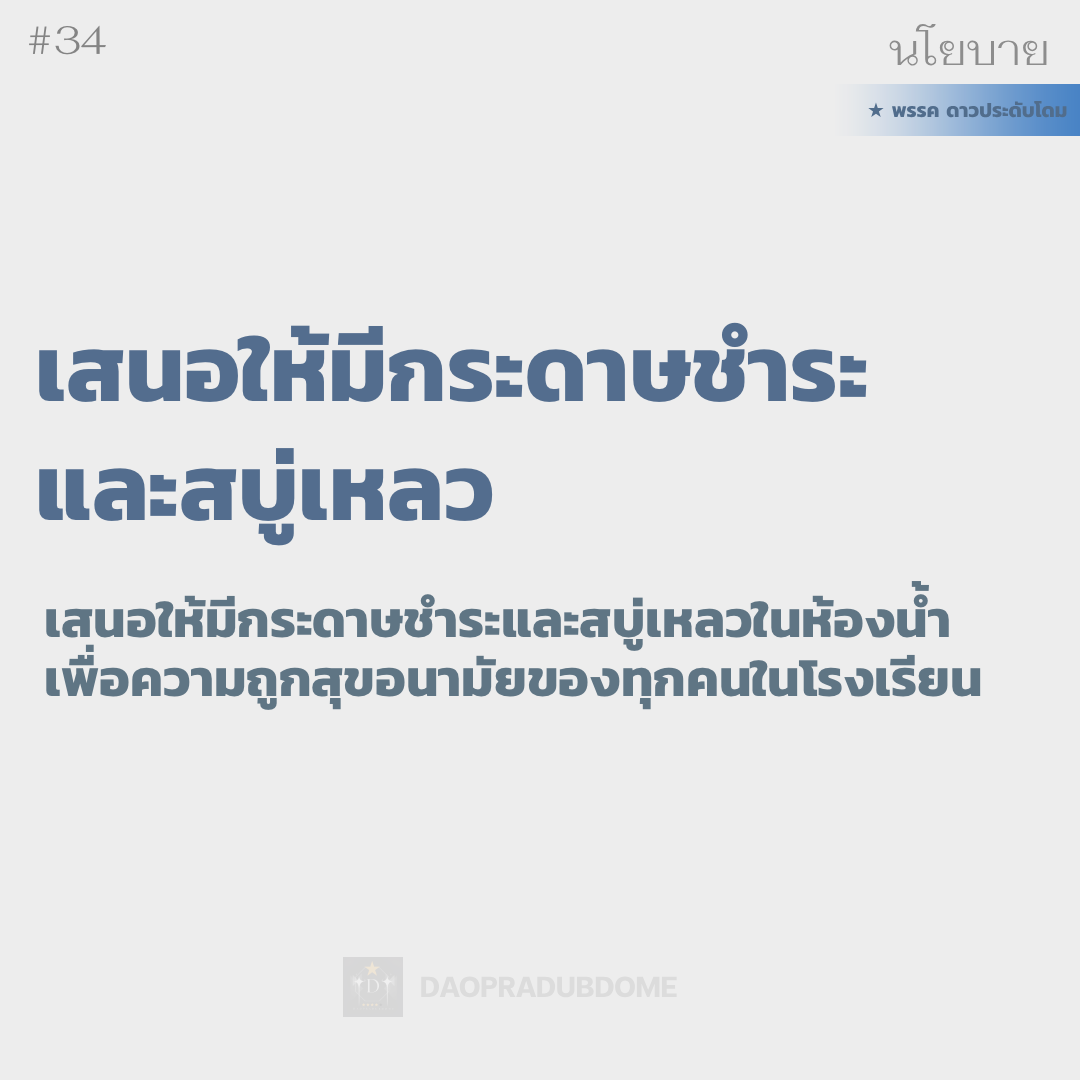 #34
นโยบาย
★ พรรค ดาวประดับโดม
เสนอให้มีกระดาษชำระ
และสบู่เหลว
เสนอให้มีกระดาษชำระและสบู่เหลวในห้องน้ำ
เพื่อความถูกสุขอนามัยของทุกคนในโรงเรียน
D
DAOPRADUBDOME